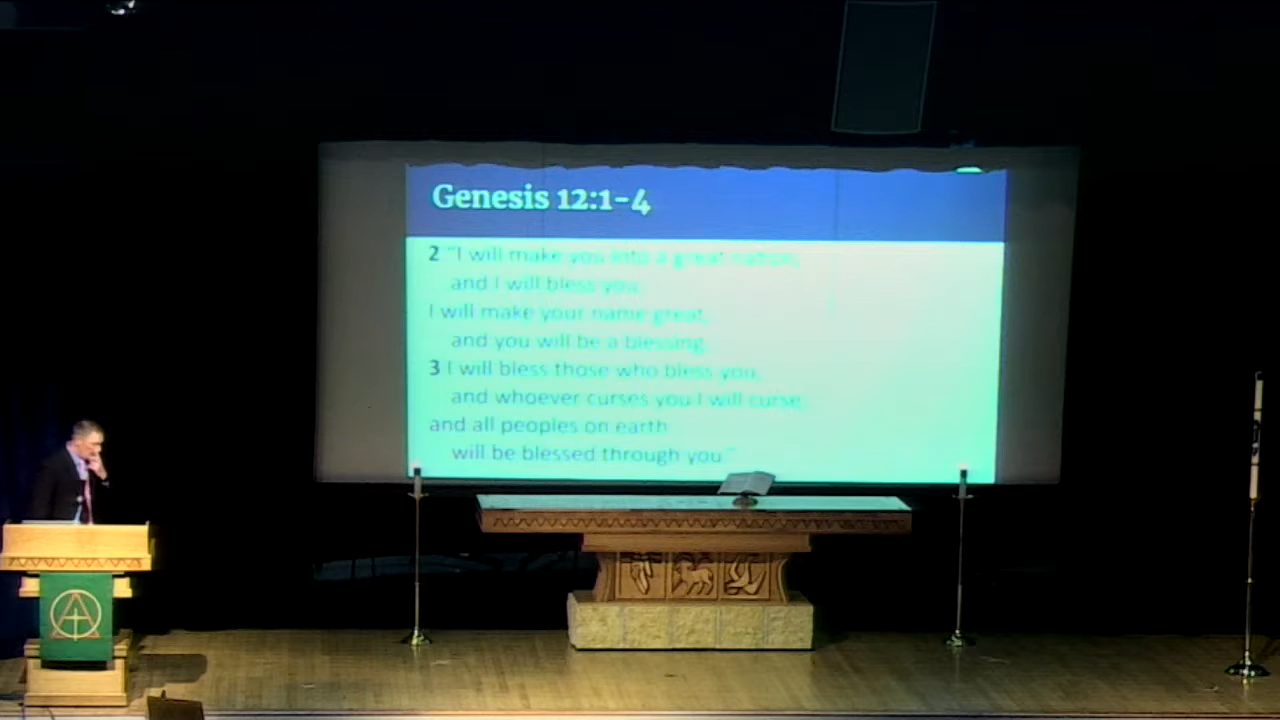 Genesis 12:1-4
2 "I will make you into a great nation,
and I will bless you;
I will make your name great,
and you will be a blessing.
3 I will bless those who bless you,
and whoever curses you I will curse;
and all peoples on earth
will be blessed through you."